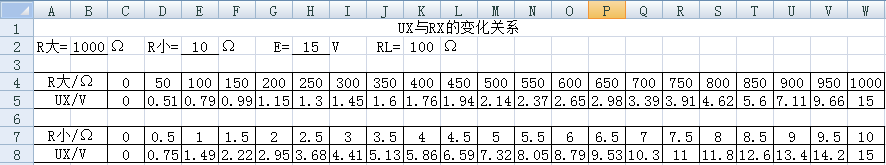 A B C D E F G H I J K L M N O P Q R S T U V W
1 UX与RX的变化关系
2 R大= 1000 Ω R小= 10 Ω E= 15 V RL= 100 Ω
3
4 R大/Ω 0 50 100 150 200 250 300 350 400 450 500 550 600 650 700 750 800 850 900 950 1000
5 UX/V 0 0.51 0.79 0.99 1.15 1.3 1.45 1.6 1.76 1.94 2.14 2.37 2.65 2.98 3.39 3.91 4.62 5.6 7.11 9.66 15
6
7 R小/Ω 0 0.5 1 1.5 2 2.5 3 3.5 4 4.5 5 5.5 6 6.5 7 7.5 8 8.5 9 9.5 10
8 UX/V 0 0.75 1.49 2.22 2.95 3.68 4.41 5.13 5.86 6.59 7.32 8.05 8.79 9.53 10.3 11 11.8 12.6 13.4 14.2 15